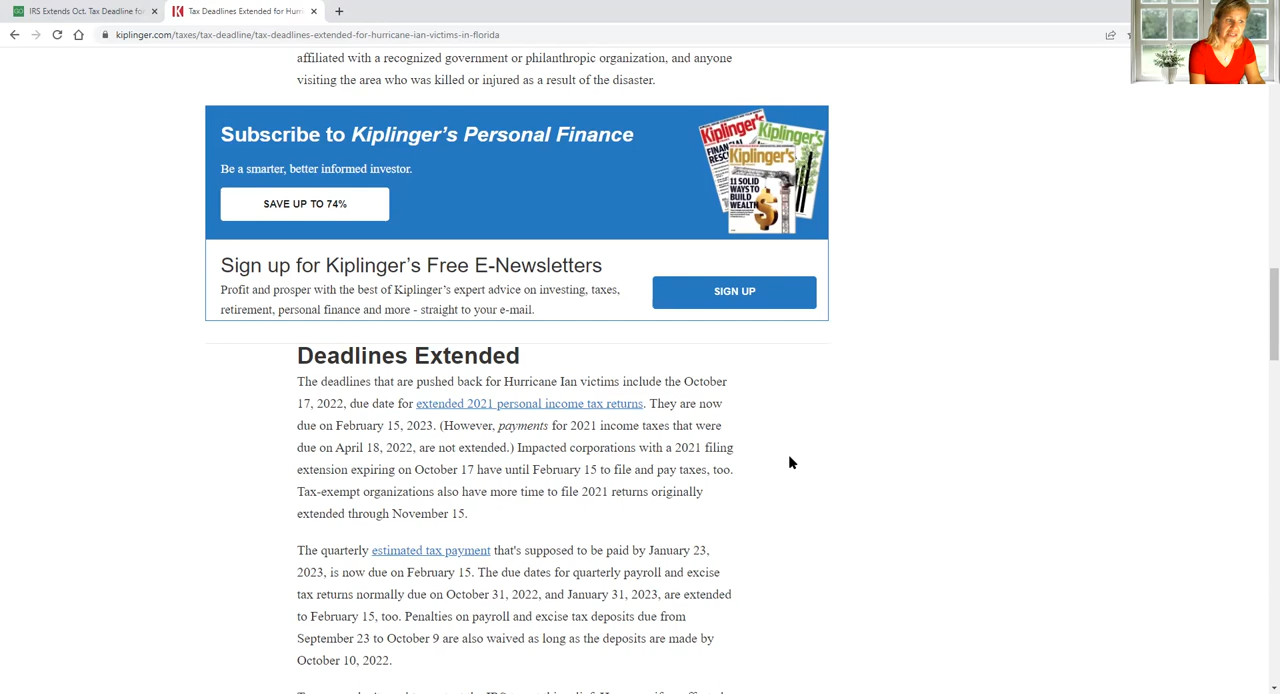 IRS Extends Oct. Tax Deadline for
Tax Deadlines Extended for Hurri
kiplinger.com/taxes/tax-deadline/tax-deadlines-extended-for-hurricane-ian-victims-in-florida
affiliated with a recognized government or philanthropic organization, and anyone
visiting the area who was killed or injured as a result of the disaster.
Subscribe to Kiplinger’s Personal Finance
Be a smarter, better informed investor.
SAVE UP TO 74%
Kiplinger's
Kiplinger's
Kiplinger's
11 SOLID
WAYS TO
BUILD
WEALTH
Sign up for Kiplinger’s Free E-Newsletters
Profit and prosper with the best of Kiplinger’s expert advice on investing, taxes,
retirement, personal finance and more - straight to your e-mail.
SIGN UP
Deadlines Extended
The deadlines that are pushed back for Hurricane Ian victims include the October
17, 2022, due date for extended 2021 personal income tax returns. They are now
due on February 15, 2023. (However, payments for 2021 income taxes that were
due on April 18, 2022, are not extended.) Impacted corporations with a 2021 filing
extension expiring on October 17 have until February 15 to file and pay taxes, too.
Tax-exempt organizations also have more time to file 2021 returns originally
extended through November 15.
The quarterly estimated tax payment that's supposed to be paid by January 23,
2023, is now due on February 15. The due dates for quarterly payroll and excise
tax returns normally due on October 31, 2022, and January 31, 2023, are extended
to February 15, too. Penalties on payroll and excise tax deposits due from
September 23 to October 9 are also waived as long as the deposits are made by
October 10, 2022.